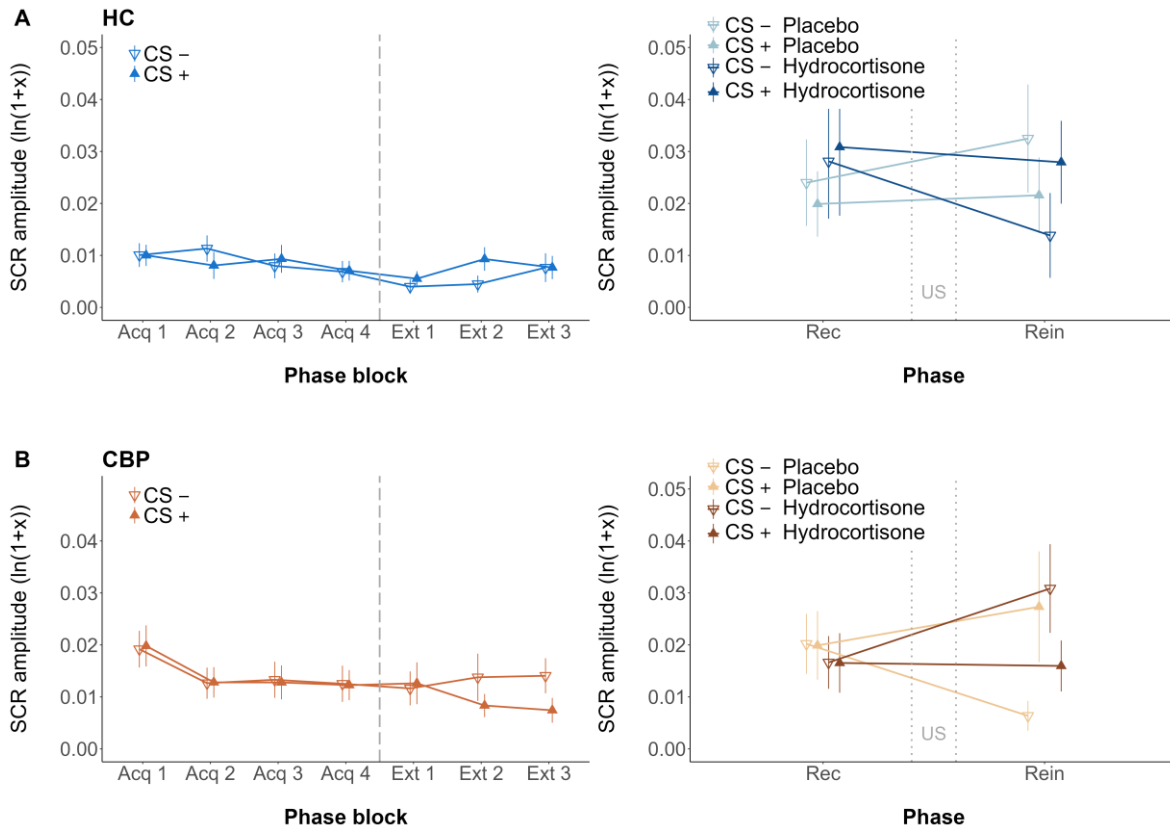 A
HC
SCR amplitude (ln(1+x))
0.05
0.04
0.03
0.02
0.01
0.00
CS −
CS +
Acq 1 Acq 2 Acq 3 Acq 4 Ext 1 Ext 2 Ext 3
Phase block
SCR amplitude (ln(1+x))
0.05
0.04
0.03
0.02
0.01
0.00
CS − Placebo
CS + Placebo
CS − Hydrocortisone
CS + Hydrocortisone
US
Rec Rein
Phase
B
CBP
SCR amplitude (ln(1+x))
0.04
0.03
0.02
0.01
0.00
CS −
CS +
Acq 1 Acq 2 Acq 3 Acq 4 Ext 1 Ext 2 Ext 3
Phase block
SCR amplitude (ln(1+x))
0.05
0.04
0.03
0.02
0.01
0.00
CS − Placebo
CS + Placebo
CS − Hydrocortisone
CS + Hydrocortisone
US
Rec Rein
Phase